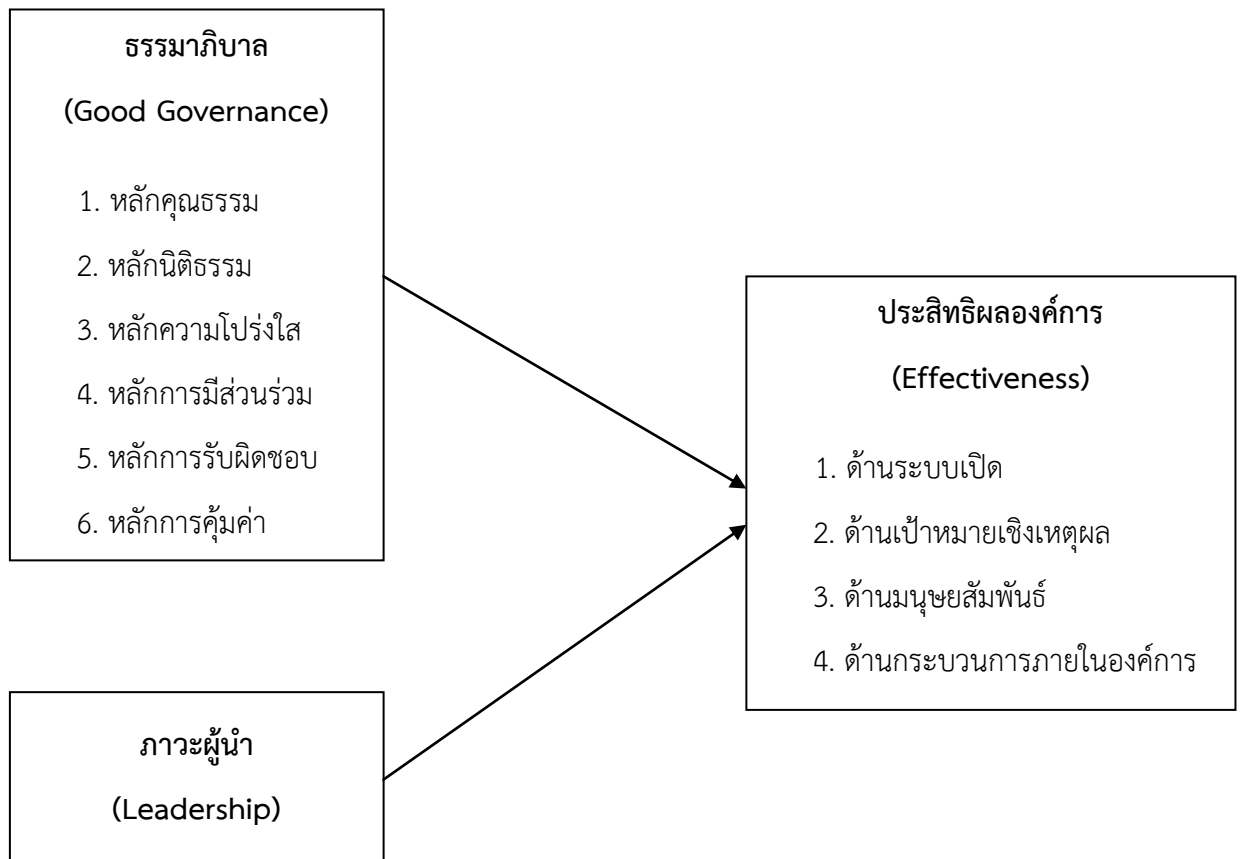 ธรรมาภิบาล
(Good Governance)
1. หลักคุณธรรม
2. หลักนิติธรรม
3. หลักความโปร่งใส
4. หลักการมีส่วนร่วม
5. หลักการรับผิดชอบ
6. หลักการคุ้มค่า
ประสิทธิผลองค์การ
(Effectiveness)
1. ด้านระบบเปิด
2. ด้านเป้าหมายเชิงเหตุผล
3. ด้านมนุษยสัมพันธ์
4. ด้านกระบวนการภายในองค์การ
ภาวะผู้นำ
(Leadership)